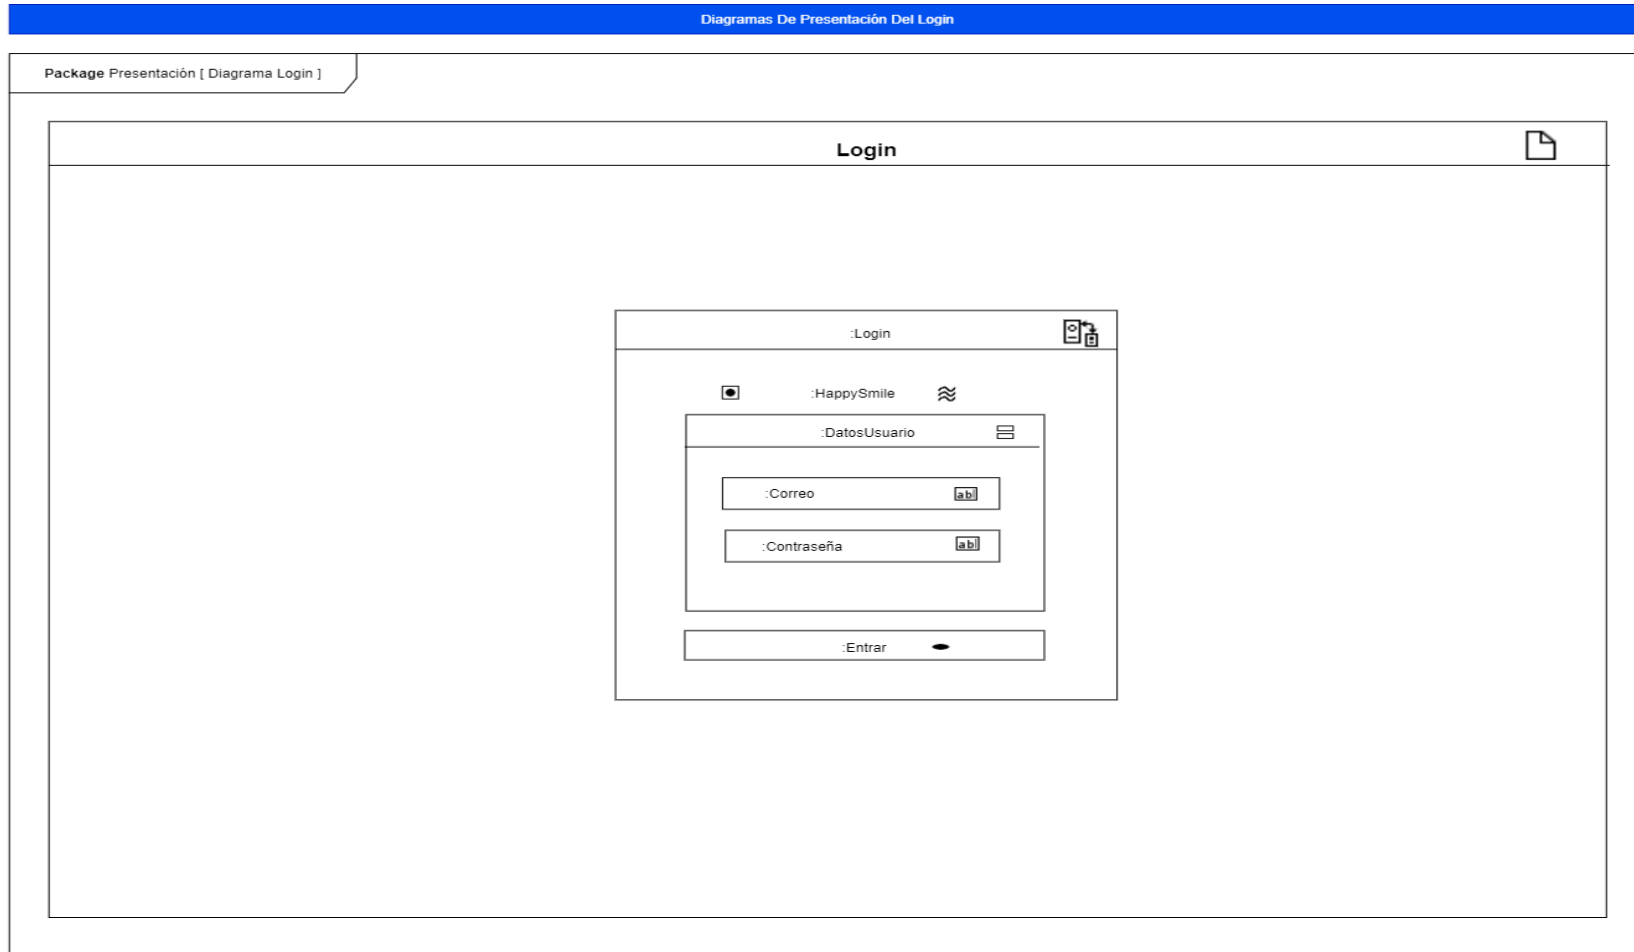 Diagramas De Presentación Del Login
Package Presentación [ Diagrama Login ]
Login
:Login
:HappySmile
:DatosUsuario
:Correo
ab
:Contraseña
ab
:Entrar